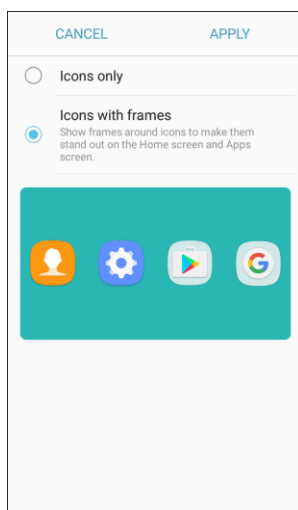 CANCEL APPLY
Icons only
Icons with frames
Show frames around icons to make them
stand out on the Home screen and Apps
screen.
G